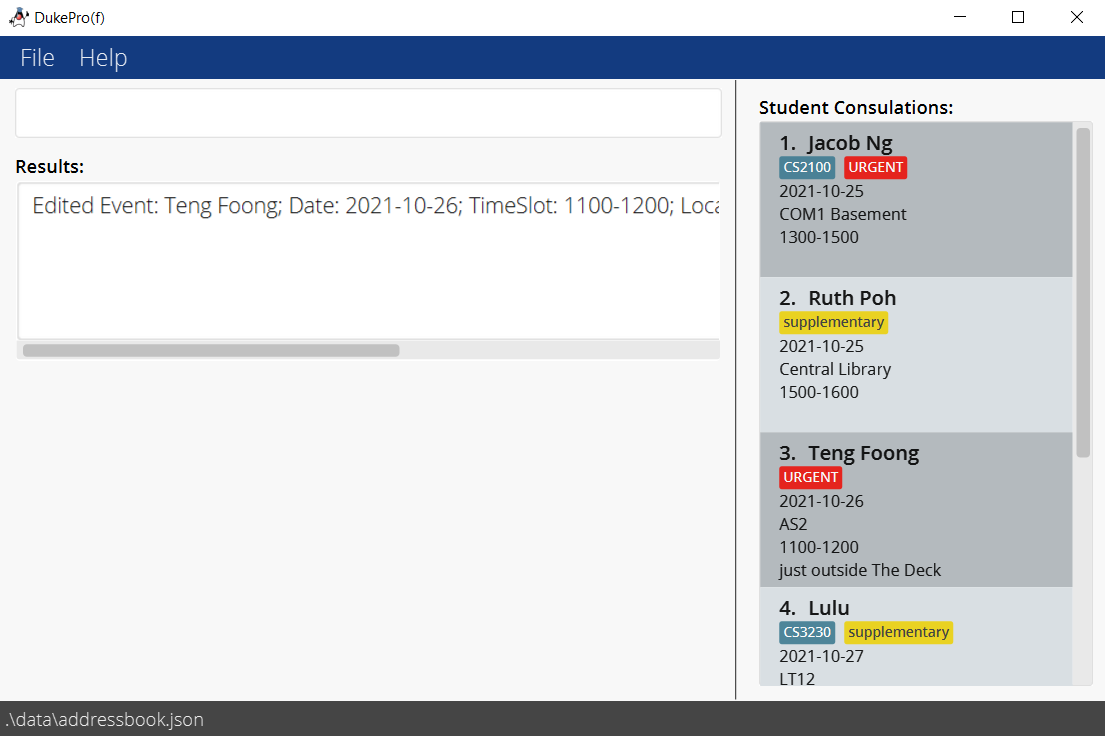 DukePro(f)
File Help
Results:
Edited Event: Teng Foong; Date: 2021-10-26; TimeSlot: 1100-1200; Loca
Student Consulations:
1. Jacob Ng
CS2100 URGENT
2021-10-25
COM1 Basement
1300-1500
2. Ruth Poh
supplementary
2021-10-25
Central Library
1500-1600
3. Teng Foong
URGENT
2021-10-26
AS2
1100-1200
just outside The Deck
4. Lulu
CS3230 supplementary
2021-10-27
LT12
.\data\addressbook.json